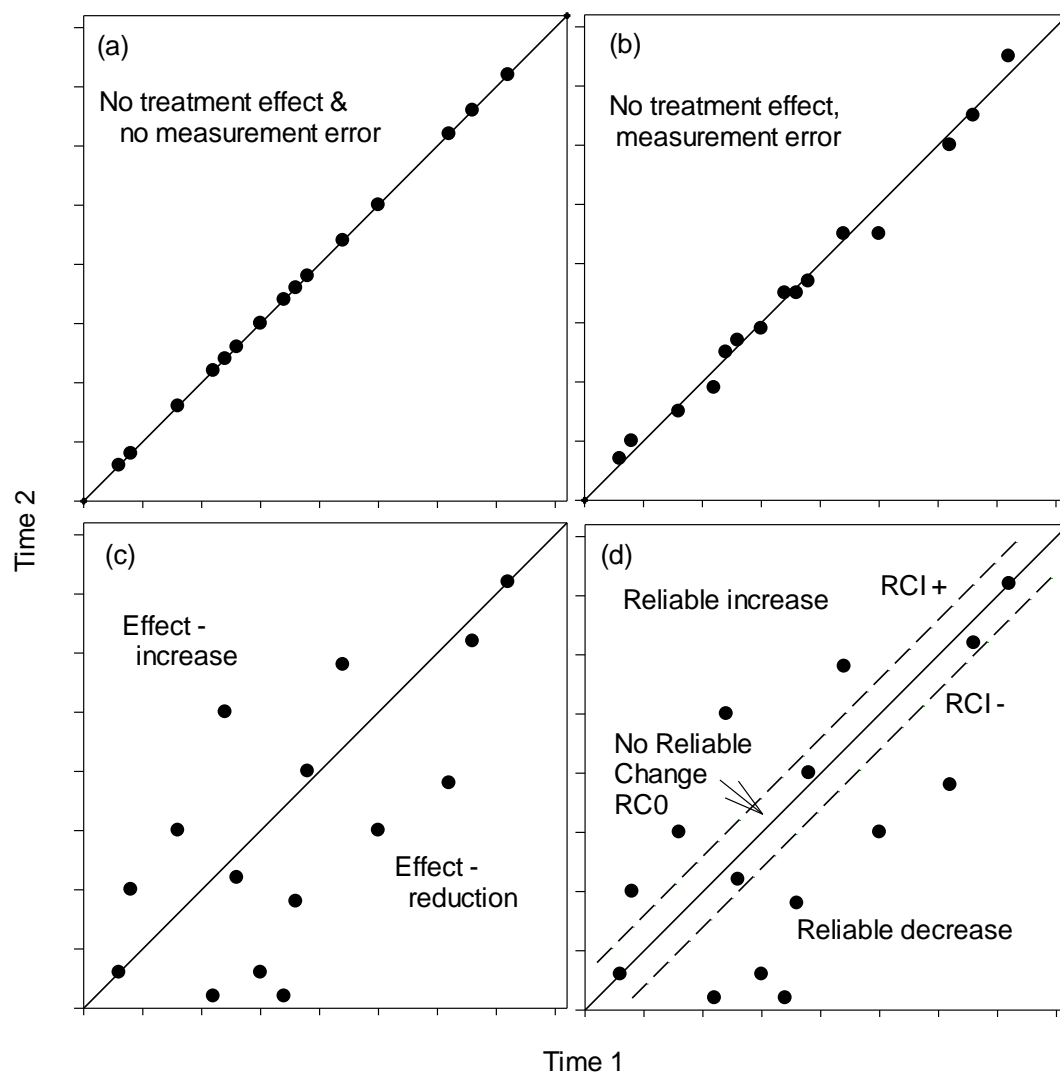 (a)
No treatment effect &
no measurement error
(b)
No treatment effect,
measurement error
Time 2
(c)
Effect -
increase
Effect -
reduction
(d)
Reliable increase
RCI +
RCI -
No Reliable
Change
RC0
Reliable decrease
Time 1